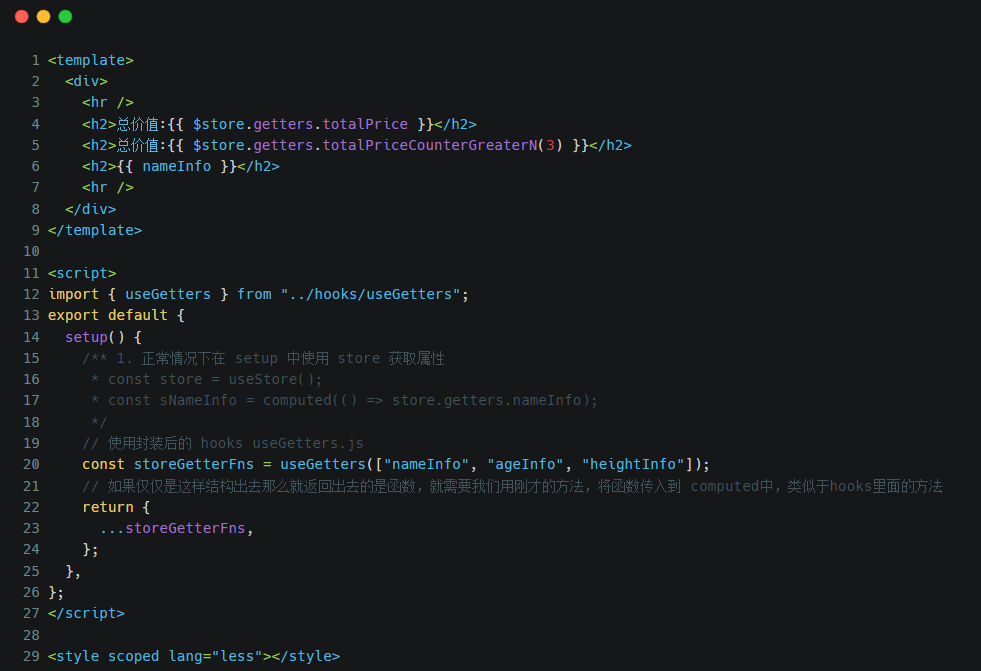 1 <template>
2   <div>
3     <hr />
4     <h2>总价值:{{ $store.getters.totalPrice }}</h2>
5     <h2>总价值:{{ $store.getters.totalPriceCounterGreaterN(3) }}</h2>
6     <h2>{{ nameInfo }}</h2>
7     <hr />
8   </div>
9 </template>
10
11 <script>
12 import { useGetters } from "../hooks/useGetters";
13 export default {
14   setup() {
15     /** 1. 正常情况下在 setup 中使用 store 获取属性
16      * const store = useStore();
17      * const sNameInfo = computed(() => store.getters.nameInfo);
18      */
19     // 使用封装后的 hooks useGetters.js
20     const storeGetterFns = useGetters(["nameInfo", "ageInfo", "heightInfo"]);
21     // 如果仅仅是这样结构出去那么就返回出去的是函数，就需要我们用刚才的方法，将函数传入到 computed中，类似于hooks里面的方法
22     return {
23       ...storeGetterFns,
24     };
25   },
26 };
27 </script>
28
29 <style scoped lang="less"></style>